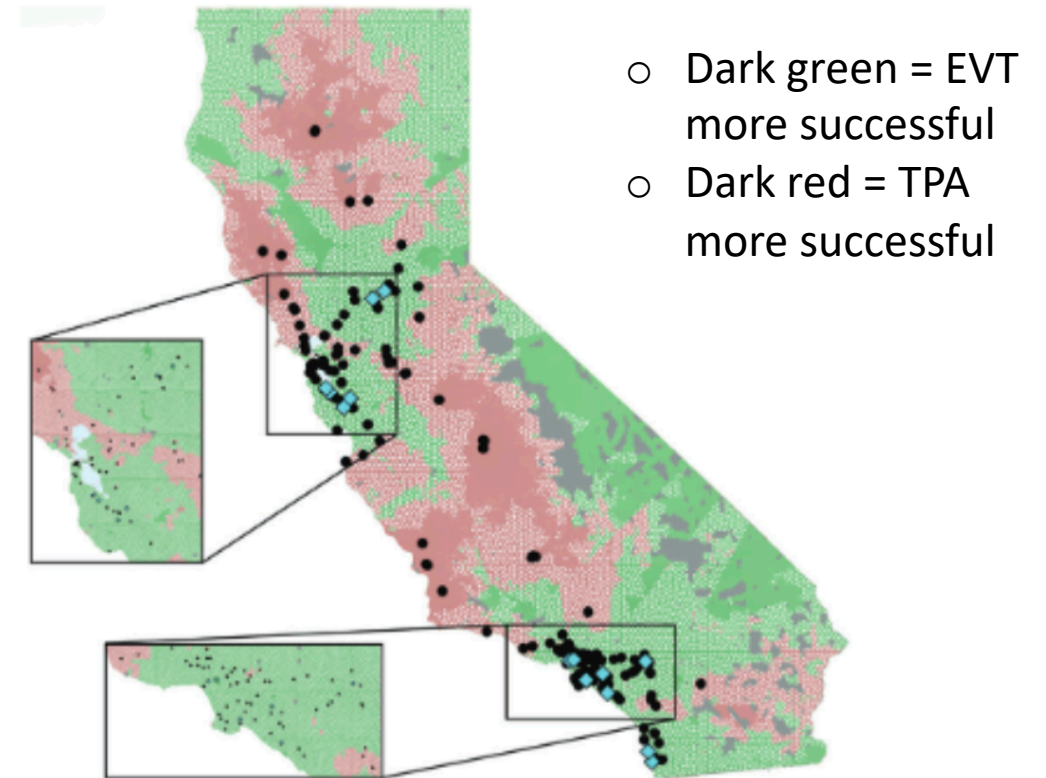 ○ Dark green = EVT
more successful
○ Dark red = TPA
more successful